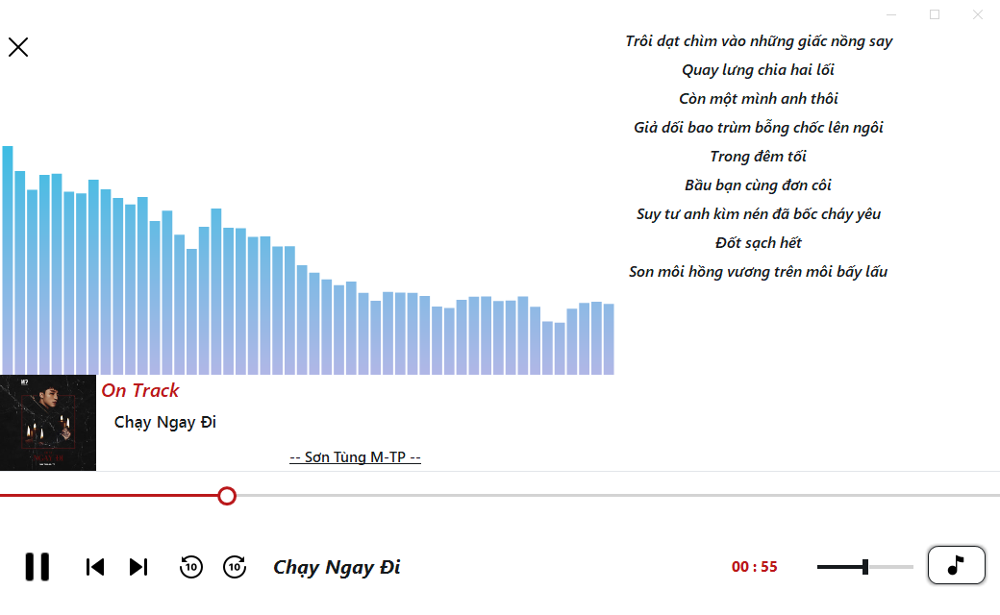 Trôi dạt chìm vào những giấc nồng say
Quay lưng chia hai lối
Còn một mình anh thôi
Giả dối bao trùm bỗng chốc lên ngôi
Trong đêm tối
Bầu bạn cùng đơn côi
Suy tư anh kìm nén đã bốc cháy yêu
Đốt sạch hết
Son môi hồng vương trên môi bấy lấu
On Track
Chạy Ngay Đi
-- Sơn Tùng M-TP --
10
10
Chạy Ngay Đi
00 : 55